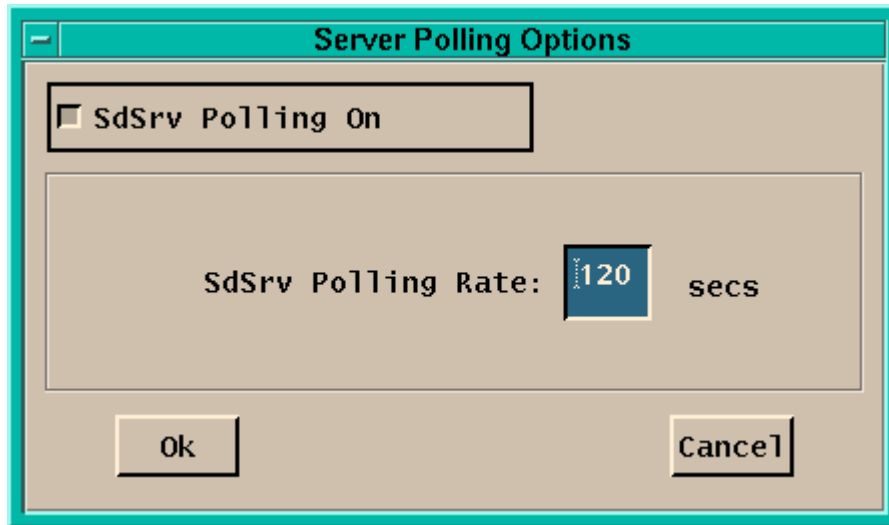 Server Polling Options
SdSrv Polling On
SdSrv Polling Rate: 120 secs
Ok Cancel